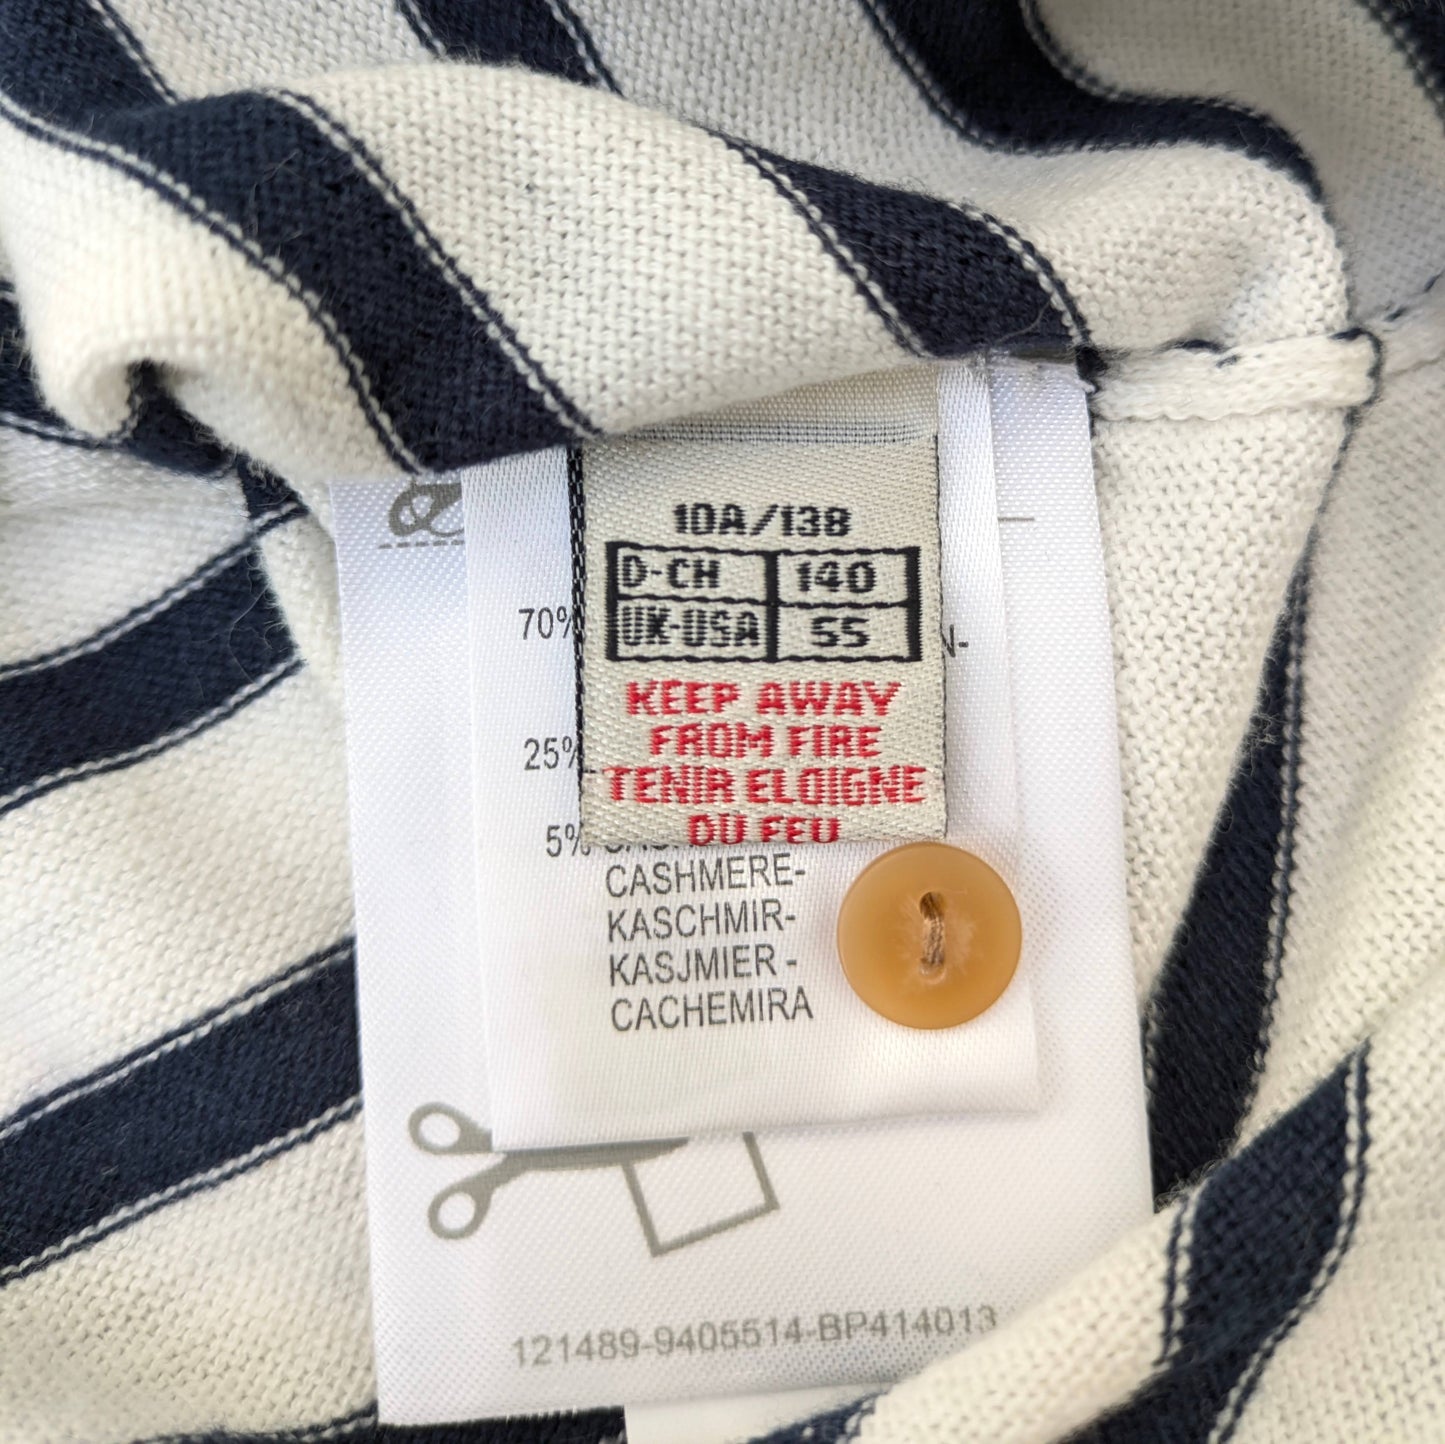 10A/138
D-CH 140
UK-USA 55
KEEP AWAY
FROM FIRE
TENIR ELOIGNE
DU FEU
70%
N-
25%
5%
CASHMERE-
KASCHMIR-
KASJMIER -
CACHEMIRA
121489-9405514-BP414013